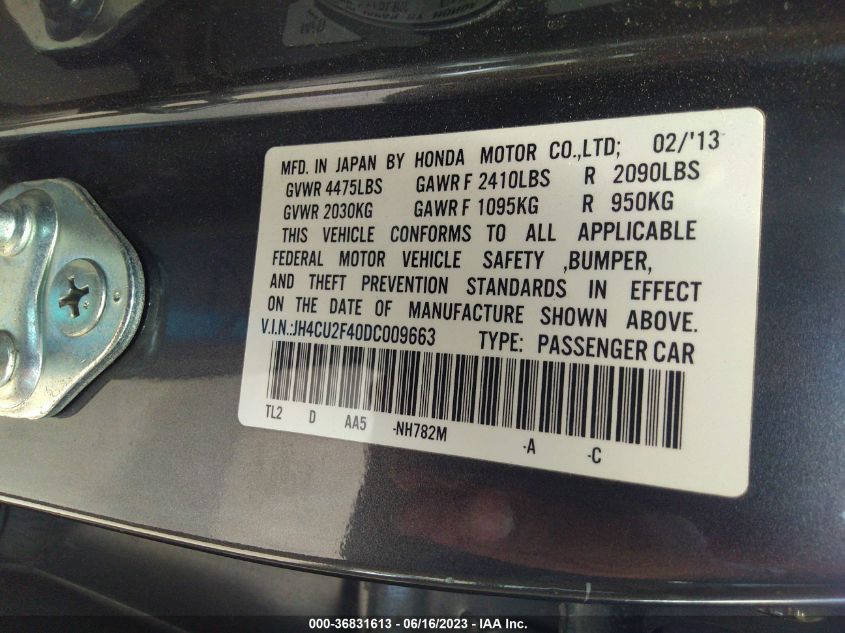 MFD. IN JAPAN BY HONDA MOTOR CO.,LTD; 02/'13
GVWR 4475LBS GAWR F 2410LBS R 2090LBS
GVWR 2030KG GAWR F 1095KG R 950KG
THIS VEHICLE CONFORMS TO ALL APPLICABLE
FEDERAL MOTOR VEHICLE SAFETY ,BUMPER,
AND THEFT PREVENTION STANDARDS IN EFFECT
ON THE DATE OF MANUFACTURE SHOWN ABOVE.
V.I.N.:JH4CU2F40DC009663 TYPE: PASSENGER CAR
TL2 D AA5 -NH782M -A -C
000-36831613 - 06/16/2023 - IAA Inc.